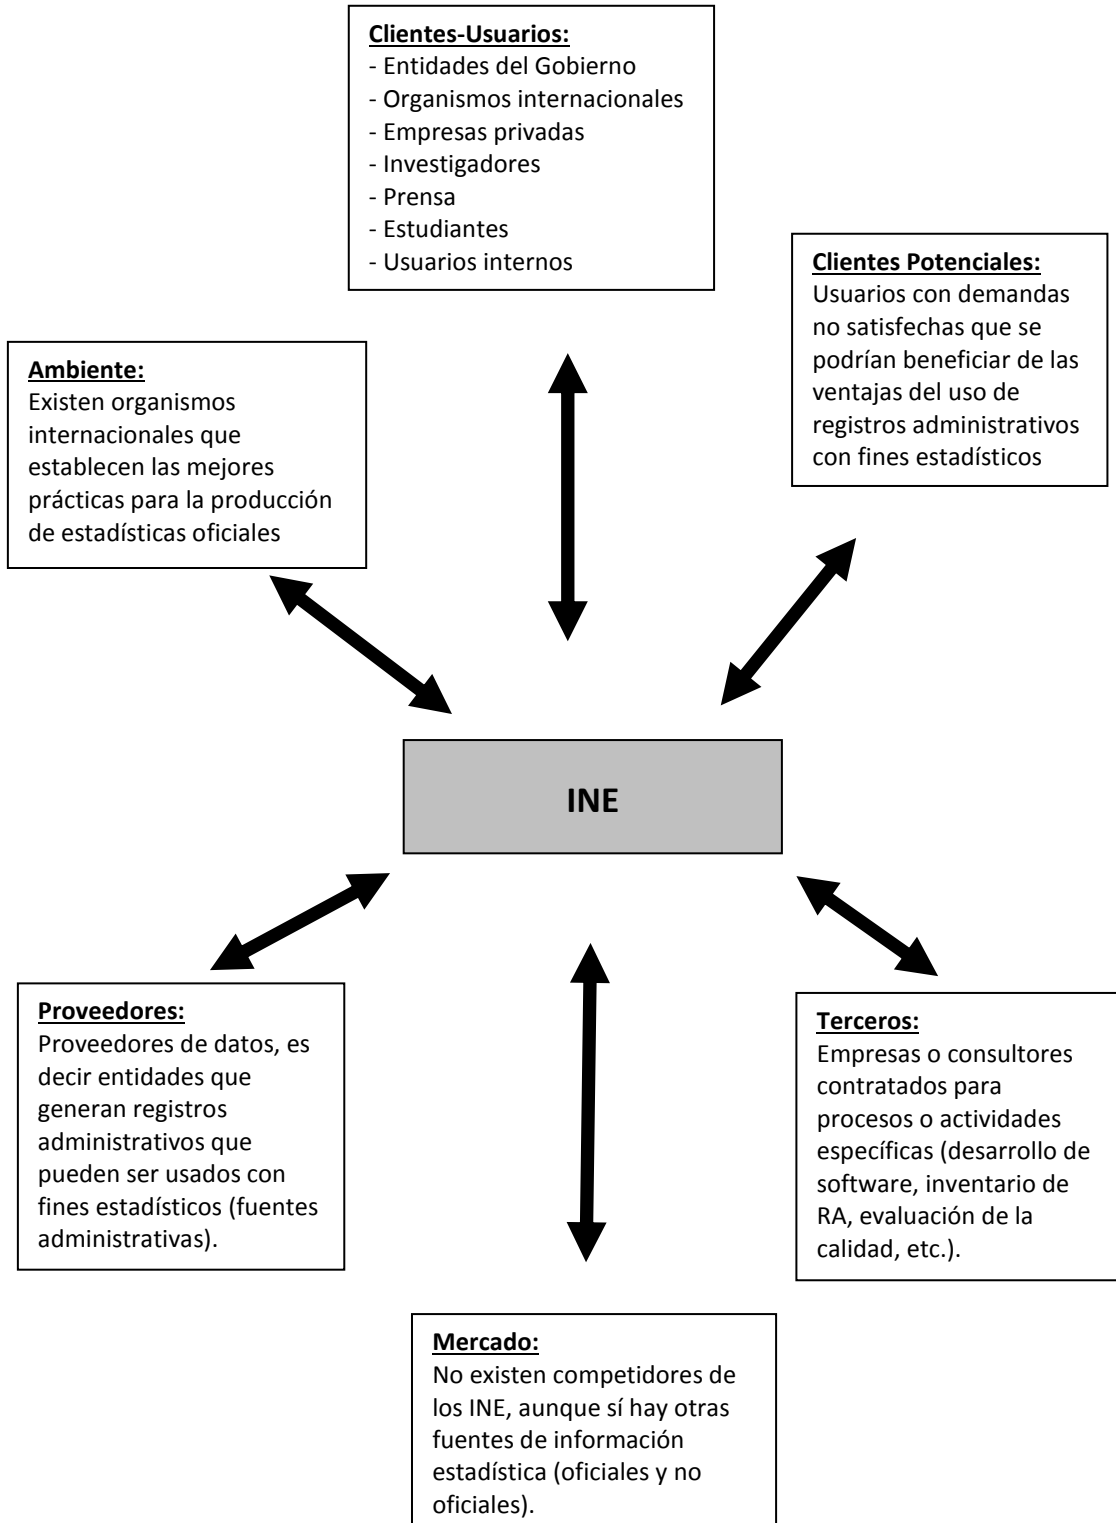 Clientes-Usuarios:
- Entidades del Gobierno
- Organismos internacionales
- Empresas privadas
- Investigadores
- Prensa
- Estudiantes
- Usuarios internos
Clientes Potenciales:
Usuarios con demandas
no satisfechas que se
podrían beneficiar de las
ventajas del uso de
registros administrativos
con fines estadísticos
Ambiente:
Existen organismos
internacionales que
establecen las mejores
prácticas para la producción
de estadísticas oficiales
INE
Proveedores:
Proveedores de datos, es
decir entidades que
generan registros
administrativos que
pueden ser usados con
fines estadísticos (fuentes
administrativas).
Terceros:
Empresas o consultores
contratados para
procesos o actividades
específicas (desarrollo de
software, inventario de
RA, evaluación de la
calidad, etc.).
Mercado:
No existen competidores de
los INE, aunque sí hay otras
fuentes de información
estadística (oficiales y no
oficiales).